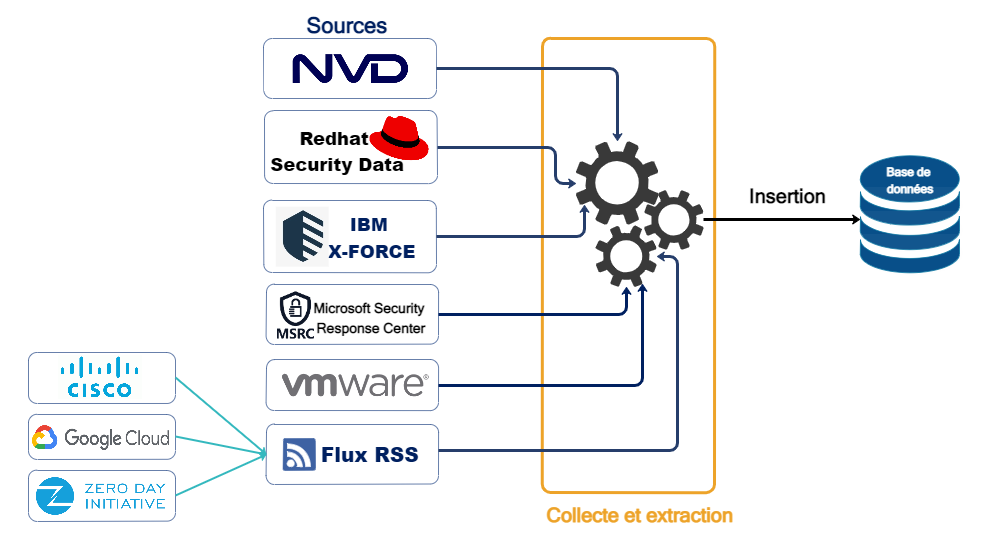 Sources
NVD
Redhat
Security Data
IBM
X-FORCE
MSRC
Microsoft Security
Response Center
vmware®
CISCO
Google Cloud
ZERO DAY
INITIATIVE
Flux RSS
Collecte et extraction
Insertion
Base de
données